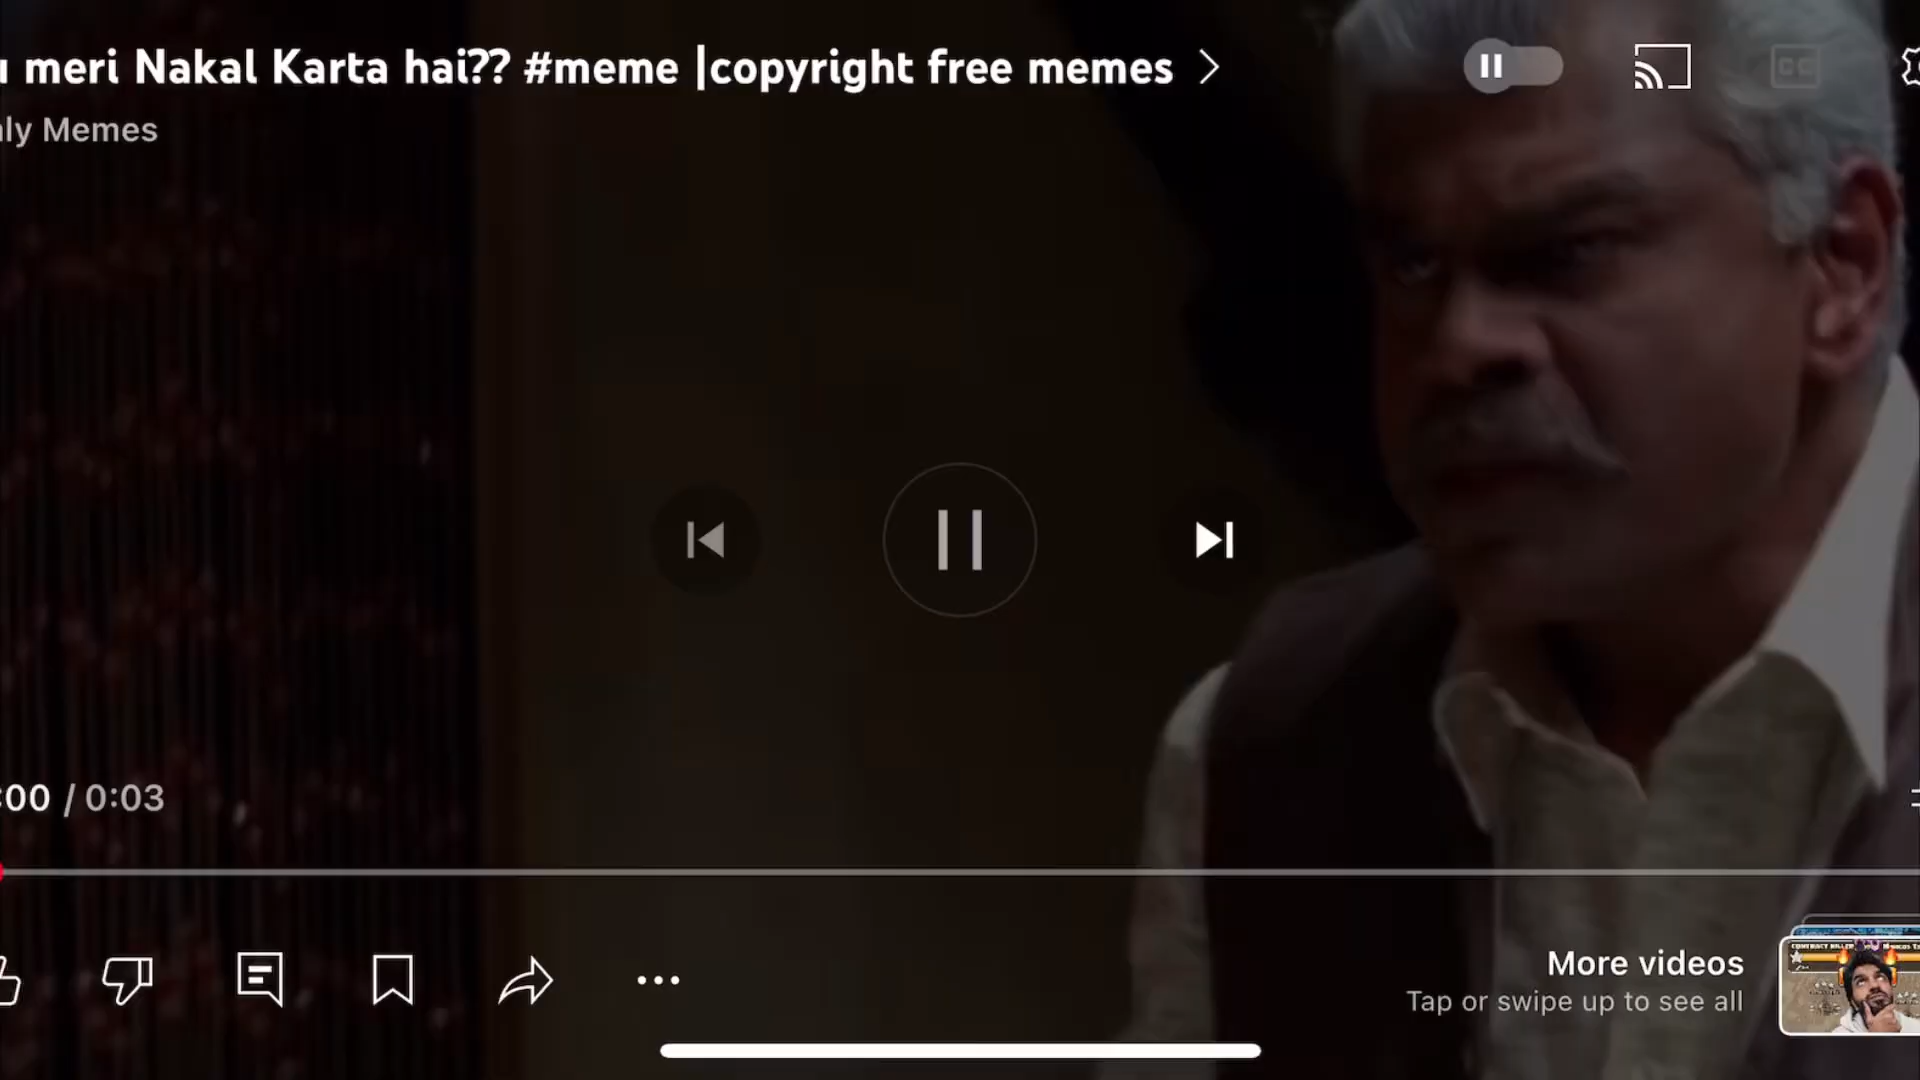 meri Nakal Karta hai?? #meme |copyright free memes
Memes
:00 / 0:03
More videos
Tap or swipe up to see all